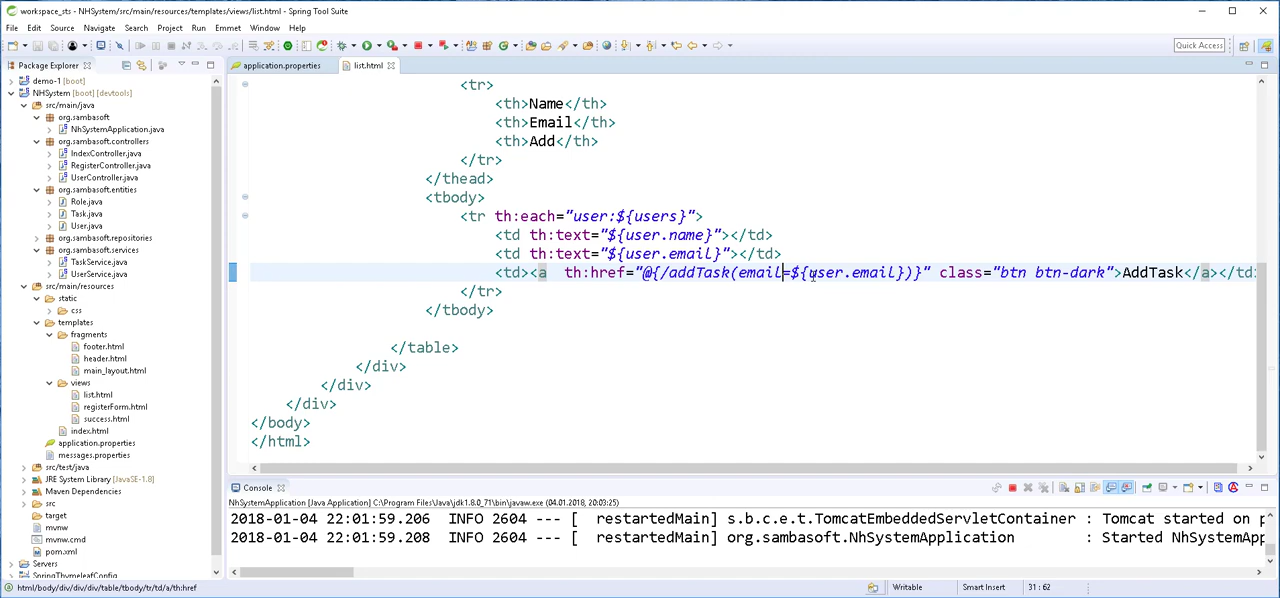 workspace_sts - NHSystem/src/main/resources/templates/views/list.html - Spring Tool Suite
File Edit Source Navigate Search Project Run Emmet Window Help
Quick Access
Package Explorer
application.properties
list.html
demo-1 [boot]
NHSystem [boot] [devtools]
src/main/java
org.sambasoft
NhSystemApplication.java
org.sambasoft.controllers
IndexController.java
RegisterController.java
UserController.java
org.sambasoft.entities
Role.java
Task.java
User.java
org.sambasoft.repositories
org.sambasoft.services
TaskService.java
UserService.java
src/main/resources
static
css
templates
fragments
footer.html
header.html
main_layout.html
views
list.html
registerForm.html
success.html
index.html
application.properties
messages.properties
src/test/java
JRE System Library [JavaSE-1.8]
Maven Dependencies
src
target
mvnw
mvnw.cmd
pom.xml
Servers
SpringThymeleafConfig
<tr>
<th>Name</th>
<th>Email</th>
<th>Add</th>
</tr>
</thead>
<tbody>
<tr th:each="user:${users}">
<td th:text="${user.name}"></td>
<td th:text="${user.email}"></td>
<td><a  th:href="@{/addTask(email=${user.email})}" class="btn btn-dark">AddTask</a></td>
</tr>
</tbody>
</table>
</div>
</div>
</div>
</body>
</html>
Console
NhSystemApplication [Java Application] C:\Program Files\Java\jdk1.8.0_71\bin\javaw.exe (04.01.2018, 20:03:25)
2018-01-04 22:01:59.206  INFO 2604 --- [  restartedMain] s.b.c.e.t.TomcatEmbeddedServletContainer : Tomcat started on p
2018-01-04 22:01:59.208  INFO 2604 --- [  restartedMain] org.sambasoft.NhSystemApplication        : Started NhSystemApp
html/body/div/div/div/table/tbody/tr/td/a/th:href
Writable
Smart Insert
31 : 62